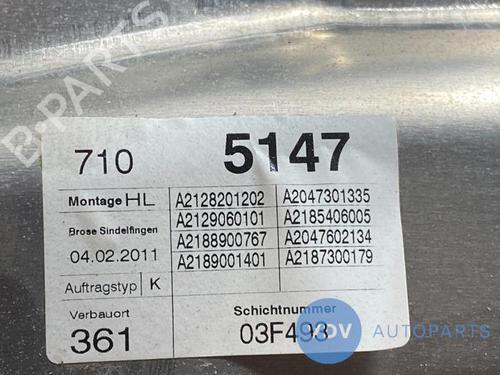 B-PARTS
710 5147
Montage HL
A2128201202 A2047301335
A2129060101 A2185406005
Brose Sindelfingen
A2188900767 A2047602134
04.02.2011
A2189001401 A2187300179
Auftragstyp K
Verbauort
Schichtnummer
361
03F493
AUTOPARTS